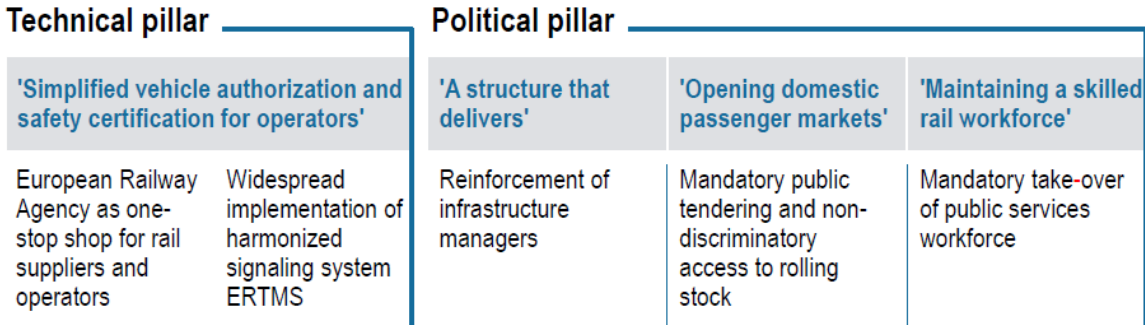 Technical pillar
'Simplified vehicle authorization and
safety certification for operators'
European Railway
Agency as one-
stop shop for rail
suppliers and
operators
Widespread
implementation of
harmonized
signaling system
ERTMS
Political pillar
'A structure that
delivers'
Reinforcement of
infrastructure
managers
'Opening domestic
passenger markets'
Mandatory public
tendering and non-
discriminatory
access to rolling
stock
'Maintaining a skilled
rail workforce'
Mandatory take-over
of public services
workforce